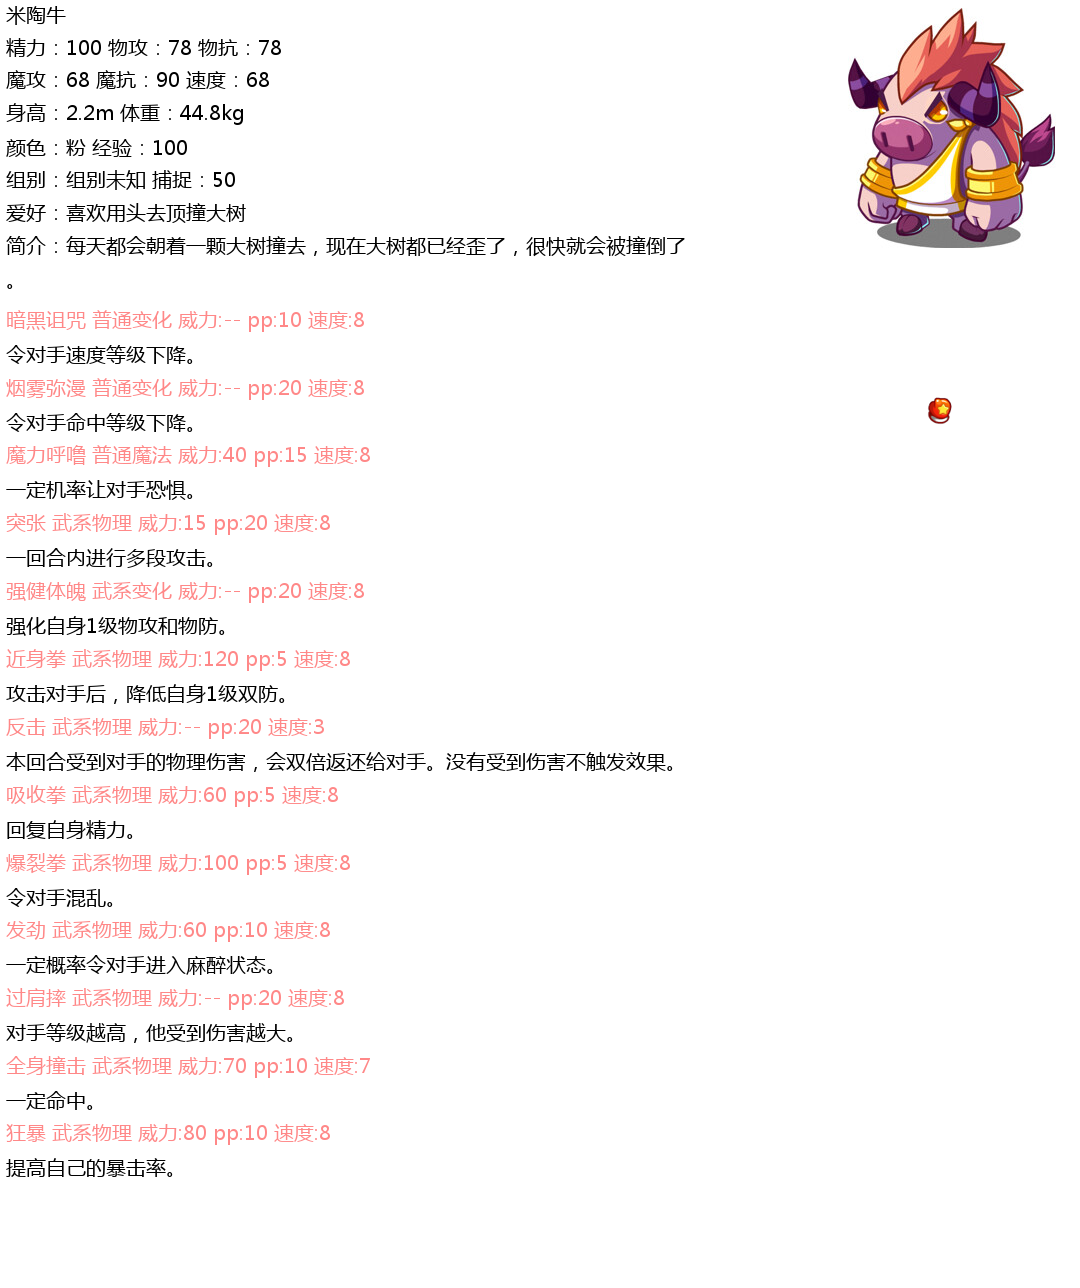 米陶牛
精力：100 物攻：78 物抗：78
魔攻：68 魔抗：90 速度：68
身高：2.2m 体重：44.8kg
颜色：粉 经验：100
组别：组别未知 捕捉：50
爱好：喜欢用头去顶撞大树
简介：每天都会朝着一颗大树撞去，现在大树都已经歪了，很快就会被撞倒了
。
暗黑诅咒 普通变化 威力:-- pp:10 速度:8
令对手速度等级下降。
烟雾弥漫 普通变化 威力:-- pp:20 速度:8
令对手命中等级下降。
魔力呼噜 普通魔法 威力:40 pp:15 速度:8
一定机率让对手恐惧。
突张 武系物理 威力:15 pp:20 速度:8
一回合内进行多段攻击。
强健体魄 武系变化 威力:-- pp:20 速度:8
强化自身1级物攻和物防。
近身拳 武系物理 威力:120 pp:5 速度:8
攻击对手后，降低自身1级双防。
反击 武系物理 威力:-- pp:20 速度:3
本回合受到对手的物理伤害，会双倍返还给对手。没有受到伤害不触发效果。
吸收拳 武系物理 威力:60 pp:5 速度:8
回复自身精力。
爆裂拳 武系物理 威力:100 pp:5 速度:8
令对手混乱。
发劲 武系物理 威力:60 pp:10 速度:8
一定概率令对手进入麻醉状态。
过肩摔 武系物理 威力:-- pp:20 速度:8
对手等级越高，他受到伤害越大。
全身撞击 武系物理 威力:70 pp:10 速度:7
一定命中。
狂暴 武系物理 威力:80 pp:10 速度:8
提高自己的暴击率。